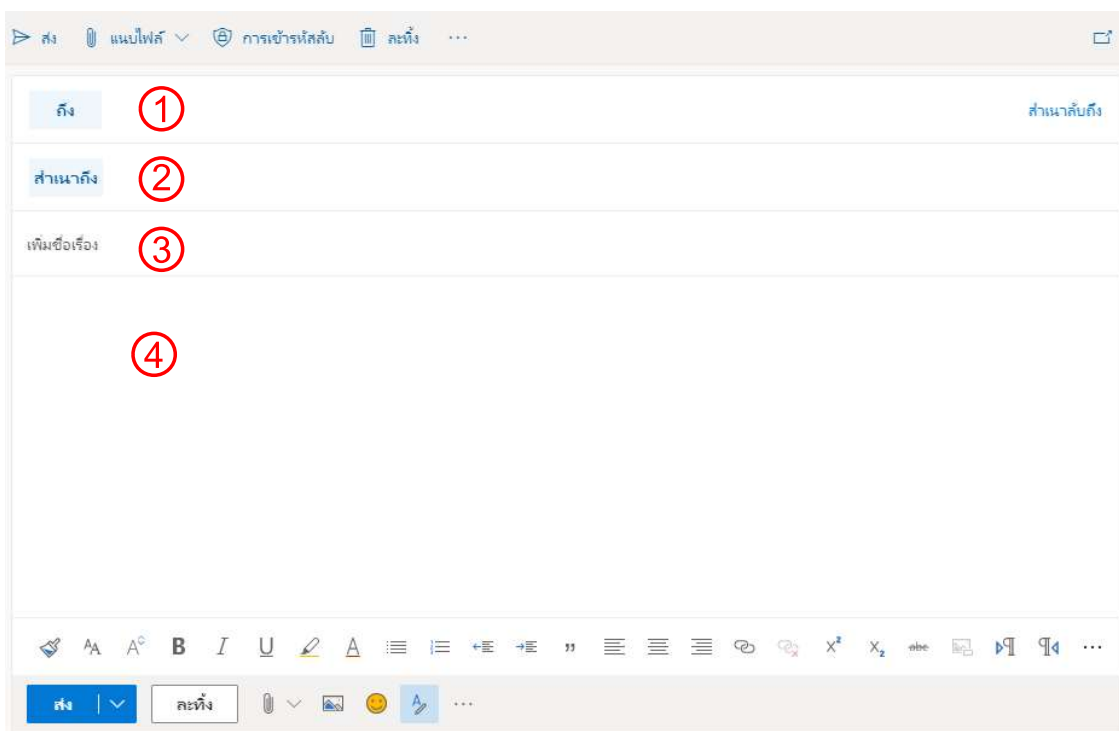 ส่ง แนบไฟล์ การเข้ารหัสลับ ละทิ้ง ...
ถึง 1 สำเนาลับถึง
สำเนาถึง 2
เพิ่มชื่อเรื่อง 3
4
B I U A abc ...
ส่ง ละทิ้ง ...